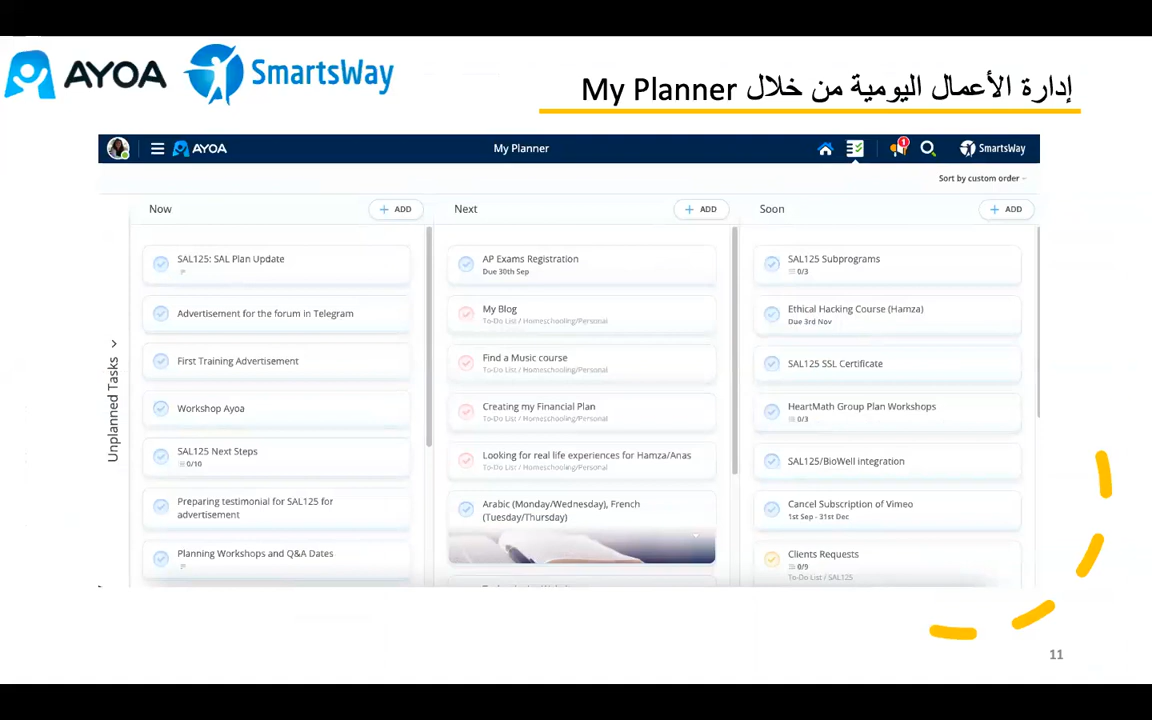 AYOA SmartsWay
إدارة الأعمال اليومية من خلال My Planner
AYOA My Planner 1 SmartsWay
Sort by custom order
Unplanned Tasks
Now
+ ADD
SAL125: SAL Plan Update
Advertisement for the forum in Telegram
First Training Advertisement
Workshop Ayoa
SAL125 Next Steps
0/10
Preparing testimonial for SAL125 for
advertisement
Planning Workshops and Q&A Dates
Next
+ ADD
AP Exams Registration
Due 30th Sep
My Blog
To-Do List / Homeschooling/Personal
Find a Music course
To-Do List / Homeschooling/Personal
Creating my Financial Plan
To-Do List / Homeschooling/Personal
Looking for real life experiences for Hamza/Anas
To-Do List / Homeschooling/Personal
Arabic (Monday/Wednesday), French
(Tuesday/Thursday)
Soon
+ ADD
SAL125 Subprograms
0/3
Ethical Hacking Course (Hamza)
Due 3rd Nov
SAL125 SSL Certificate
HeartMath Group Plan Workshops
0/3
SAL125/BioWell integration
Cancel Subscription of Vimeo
1st Sep - 31st Dec
Clients Requests
0/9
To-Do List / SAL125
11